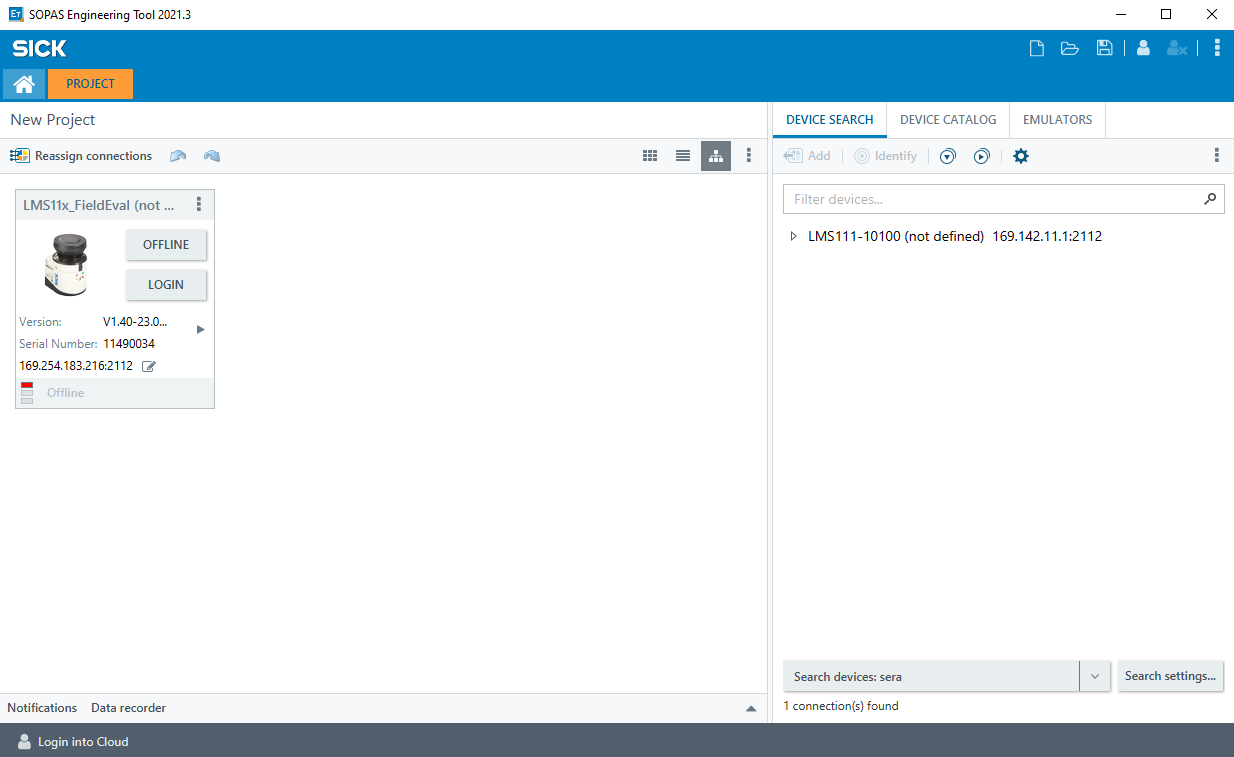 SOPAS Engineering Tool 2021.3
SICK
PROJECT
New Project
Reassign connections
LMS11x_FieldEval (not ...
OFFLINE
LOGIN
Version: V1.40-23.0...
Serial Number: 11490034
169.254.183.216:2112
Offline
Notifications Data recorder
Login into Cloud
DEVICE SEARCH DEVICE CATALOG EMULATORS
Add Identify
Filter devices...
LMS111-10100 (not defined) 169.142.11.1:2112
Search devices: sera
Search settings...
1 connection(s) found